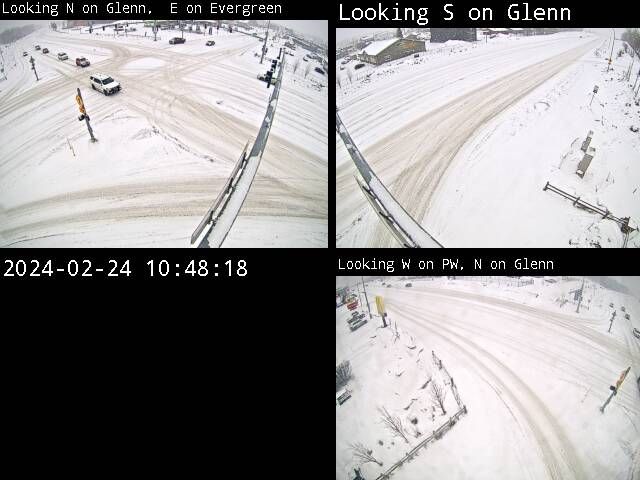 Looking N on Glenn,  E on Evergreen
Looking S on Glenn
2024-02-24 10:48:18
Looking W on PW, N on Glenn